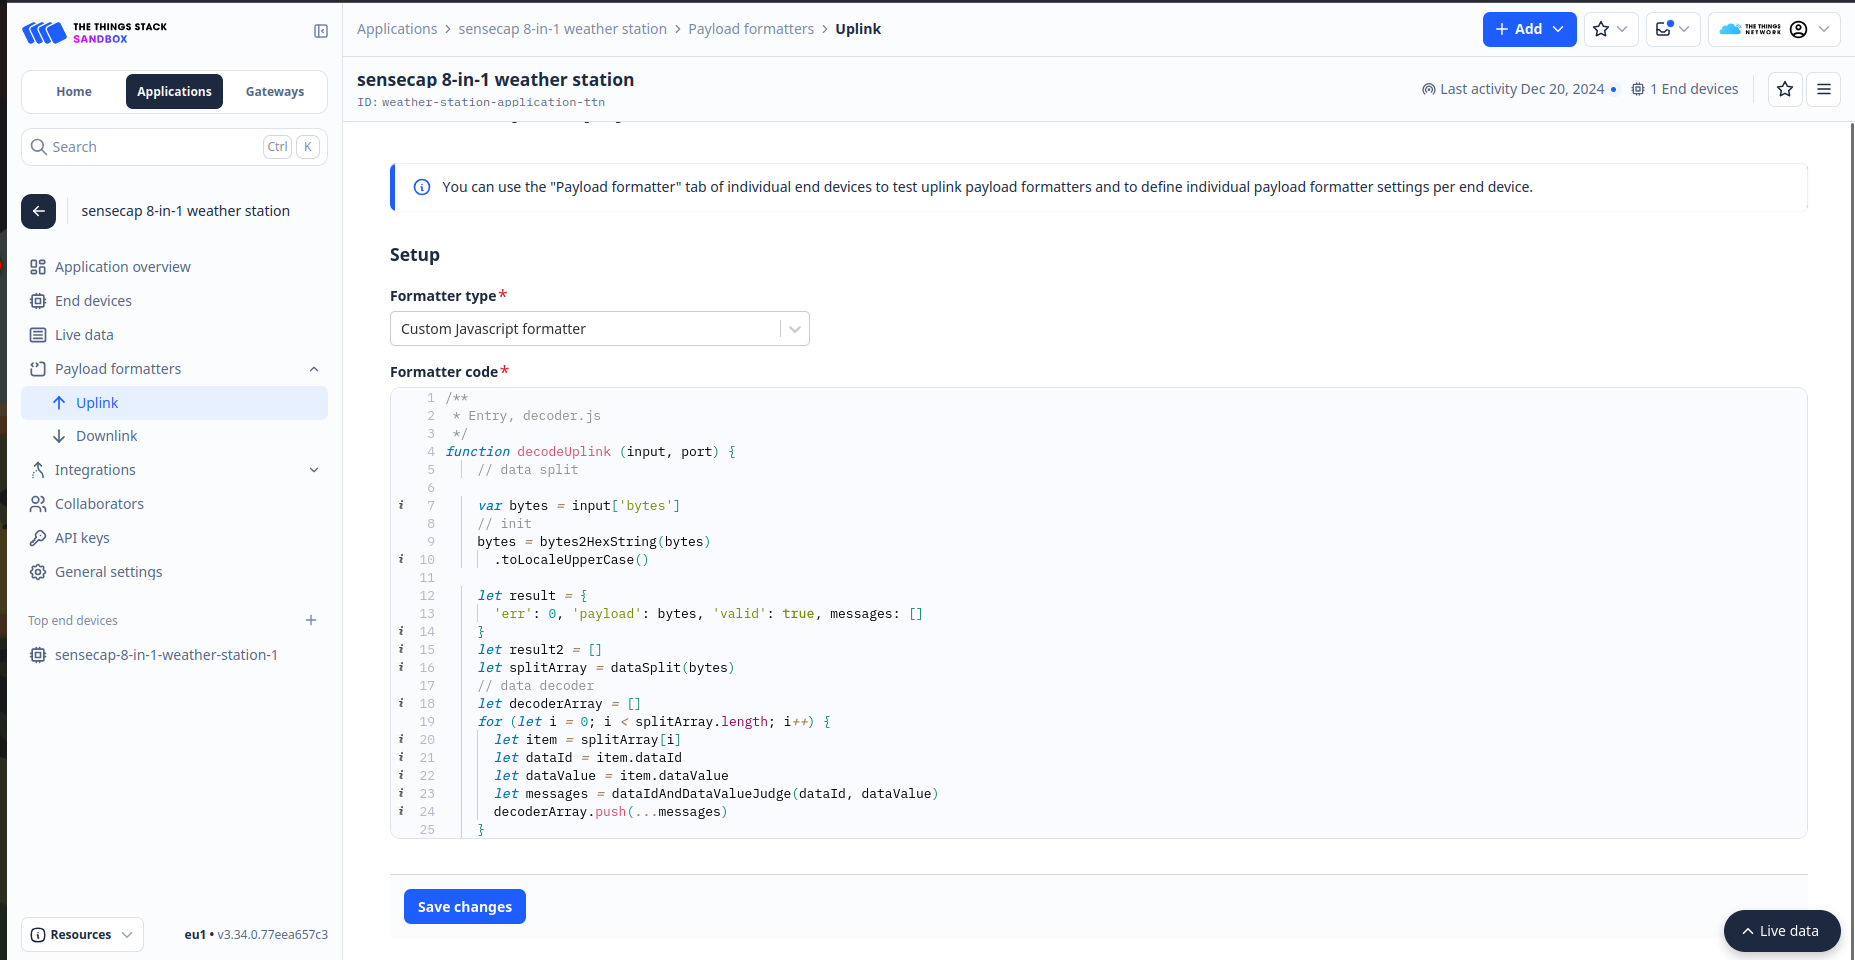 THE THINGS STACK
SANDBOX
Applications > sensecap 8-in-1 weather station > Payload formatters > Uplink
+ Add
THE THINGS
NETWORK
sensecap 8-in-1 weather station
ID: weather-station-application-ttn
Last activity Dec 20, 2024 • 1 End devices
Home Applications Gateways
Search Ctrl K
sensecap 8-in-1 weather station
Application overview
End devices
Live data
Payload formatters
Uplink
Downlink
Integrations
Collaborators
API keys
General settings
Top end devices +
sensecap-8-in-1-weather-station-1
Resources eu1 • v3.34.0.77eea657c3
You can use the "Payload formatter" tab of individual end devices to test uplink payload formatters and to define individual payload formatter settings per end device.
Setup
Formatter type*
Custom Javascript formatter
Formatter code*
1 /**
2 * Entry, decoder.js
3 */
4 function decodeUplink (input, port) {
5 // data split
6
i 7 var bytes = input['bytes']
8 // init
9 bytes = bytes2HexString(bytes)
i 10 .toLocaleUpperCase()
11
12 let result = {
13 'err': 0, 'payload': bytes, 'valid': true, messages: []
i 14 }
i 15 let result2 = []
i 16 let splitArray = dataSplit(bytes)
17 // data decoder
i 18 let decoderArray = []
19 for (let i = 0; i < splitArray.length; i++) {
i 20 let item = splitArray[i]
i 21 let dataId = item.dataId
i 22 let dataValue = item.dataValue
i 23 let messages = dataIdAndDataValueJudge(dataId, dataValue)
i 24 decoderArray.push(...messages)
25 }
Save changes
Live data